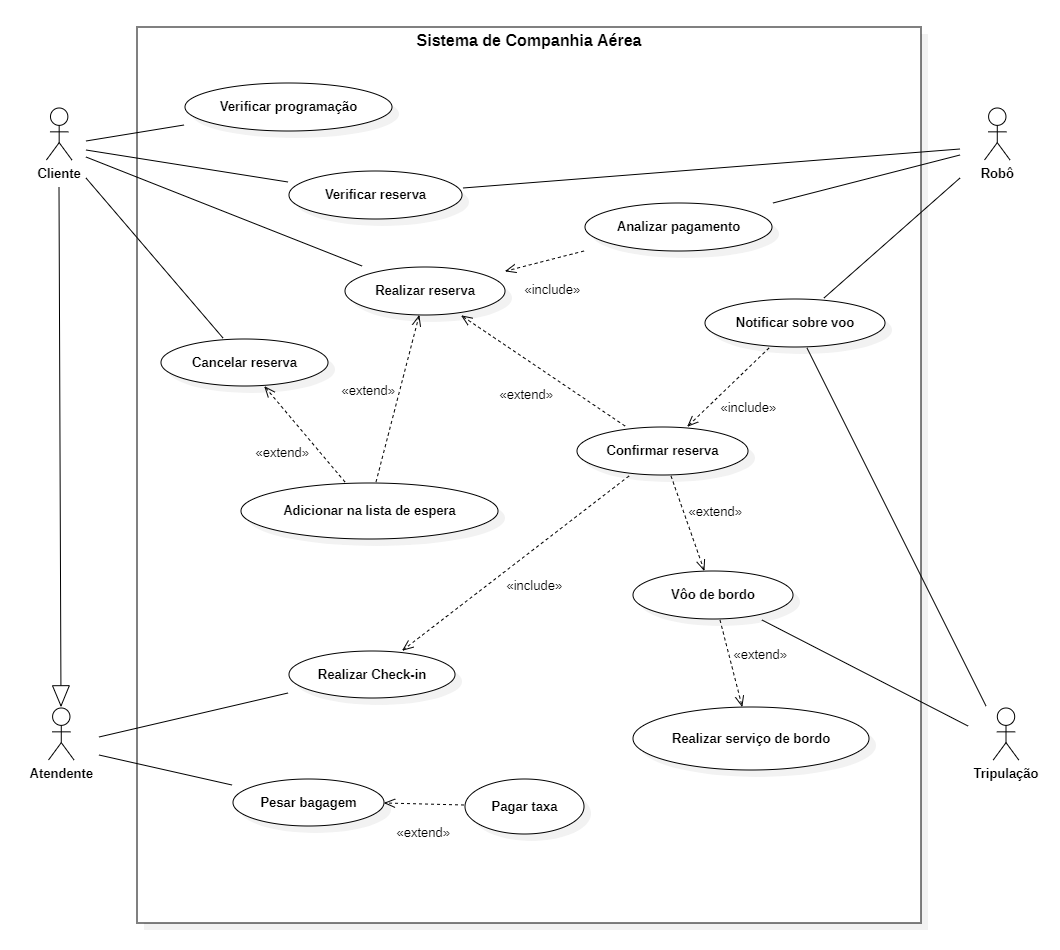 Sistema de Companhia Aérea
Verificar programação
Cliente
Robô
Verificar reserva
Analizar pagamento
Realizar reserva
«include»
Notificar sobre voo
Cancelar reserva
«extend»
«extend»
«include»
«extend»
Confirmar reserva
Adicionar na lista de espera
«extend»
«include»
Vôo de bordo
«extend»
Realizar Check-in
Realizar serviço de bordo
Atendente
Tripulação
Pesar bagagem
Pagar taxa
«extend»